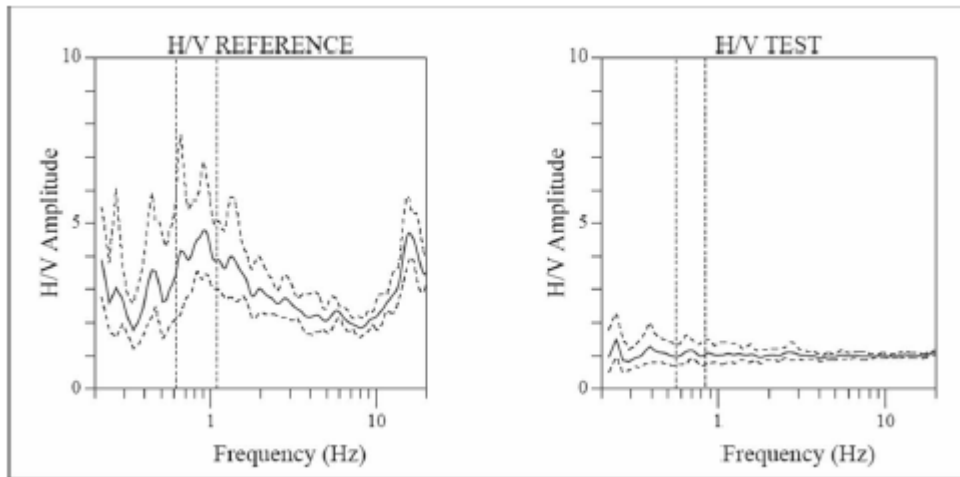 H/V REFERENCE
10
5
0
H/V Amplitude
1
10
Frequency (Hz)
H/V TEST
10
5
0
H/V Amplitude
1
10
Frequency (Hz)